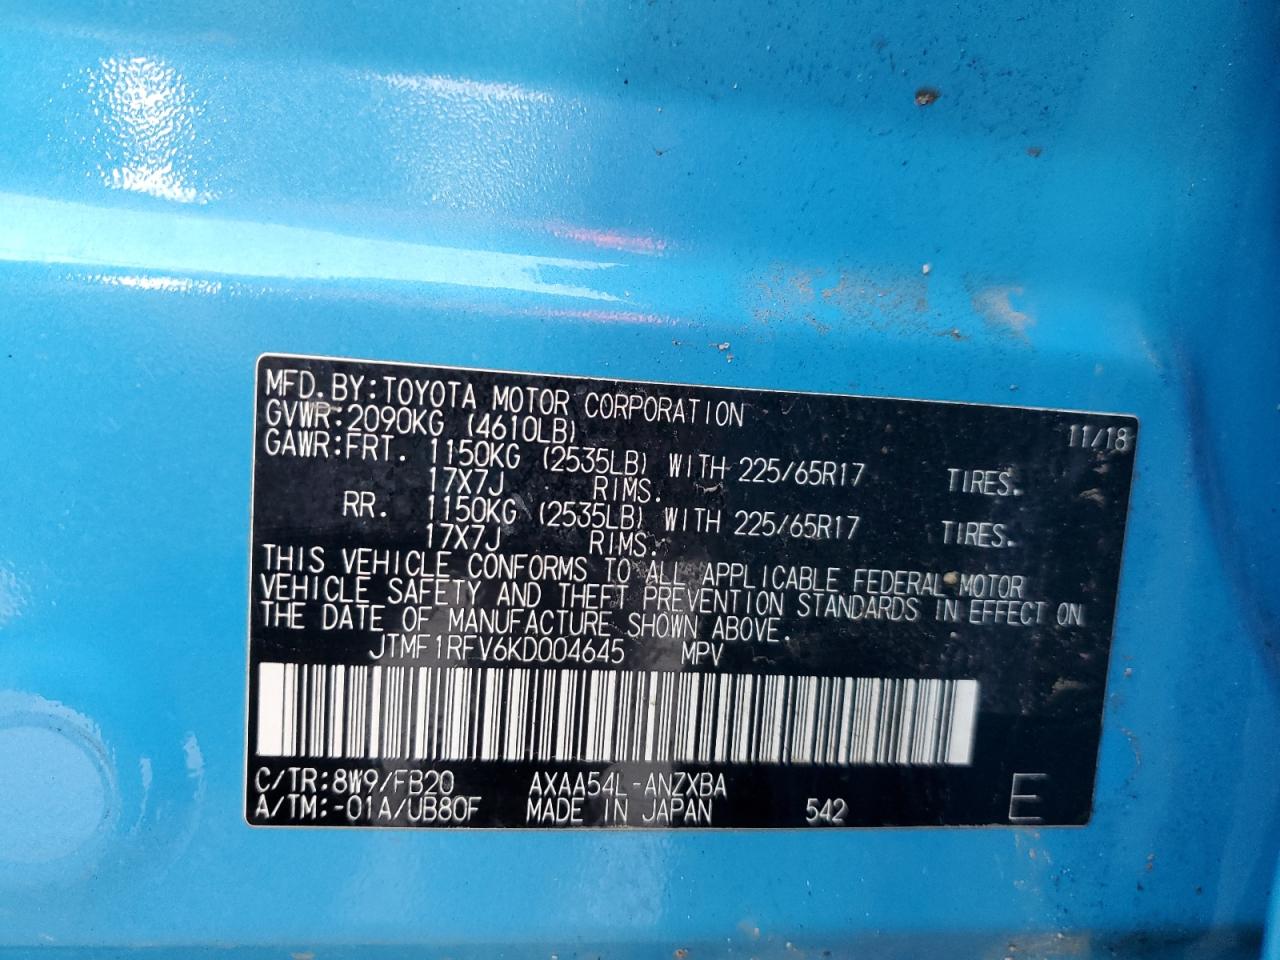 MFD. BY: TOYOTA MOTOR CORPORATION 11/18
GVWR: 2090KG (4610LB)
GAWR: FRT. 1150KG (2535LB) WITH 225/65R17 TIRES.
17X7J RIMS.
RR. 1150KG (2535LB) WITH 225/65R17 TIRES.
17X7J RIMS.
THIS VEHICLE CONFORMS TO ALL APPLICABLE FEDERAL MOTOR
VEHICLE SAFETY AND THEFT PREVENTION STANDARDS IN EFFECT ON
THE DATE OF MANUFACTURE SHOWN ABOVE.
JTMF1RFV6KD004645 MPV
C/TR: 8W9/FB20 AXAA54L-ANZXBA
A/TM: -01A/UB80F MADE IN JAPAN 542 E